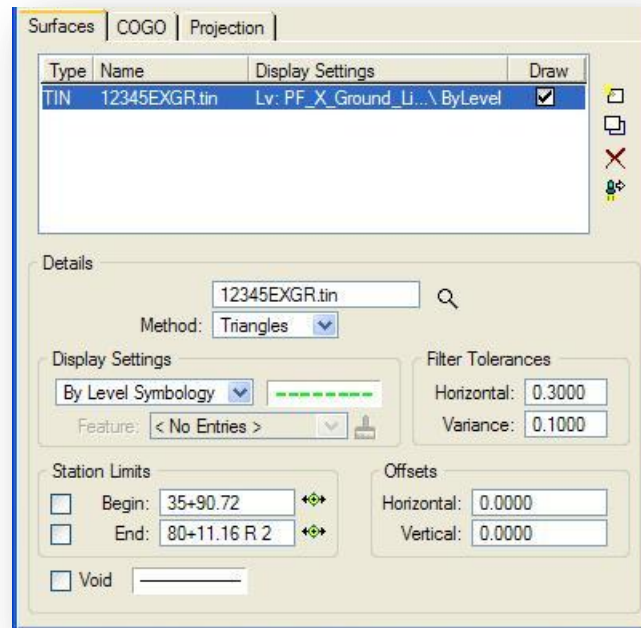 Surfaces COGO Projection
Type Name Display Settings Draw
TIN 12345EXGR.tin Lv: PF_X_Ground_Li...\ ByLevel
Details
12345EXGR.tin
Method: Triangles
Display Settings Filter Tolerances
By Level Symbology Horizontal: 0.3000
Feature: < No Entries > Variance: 0.1000
Station Limits Offsets
Begin: 35+90.72 Horizontal: 0.0000
End: 80+11.16 R 2 Vertical: 0.0000
Void